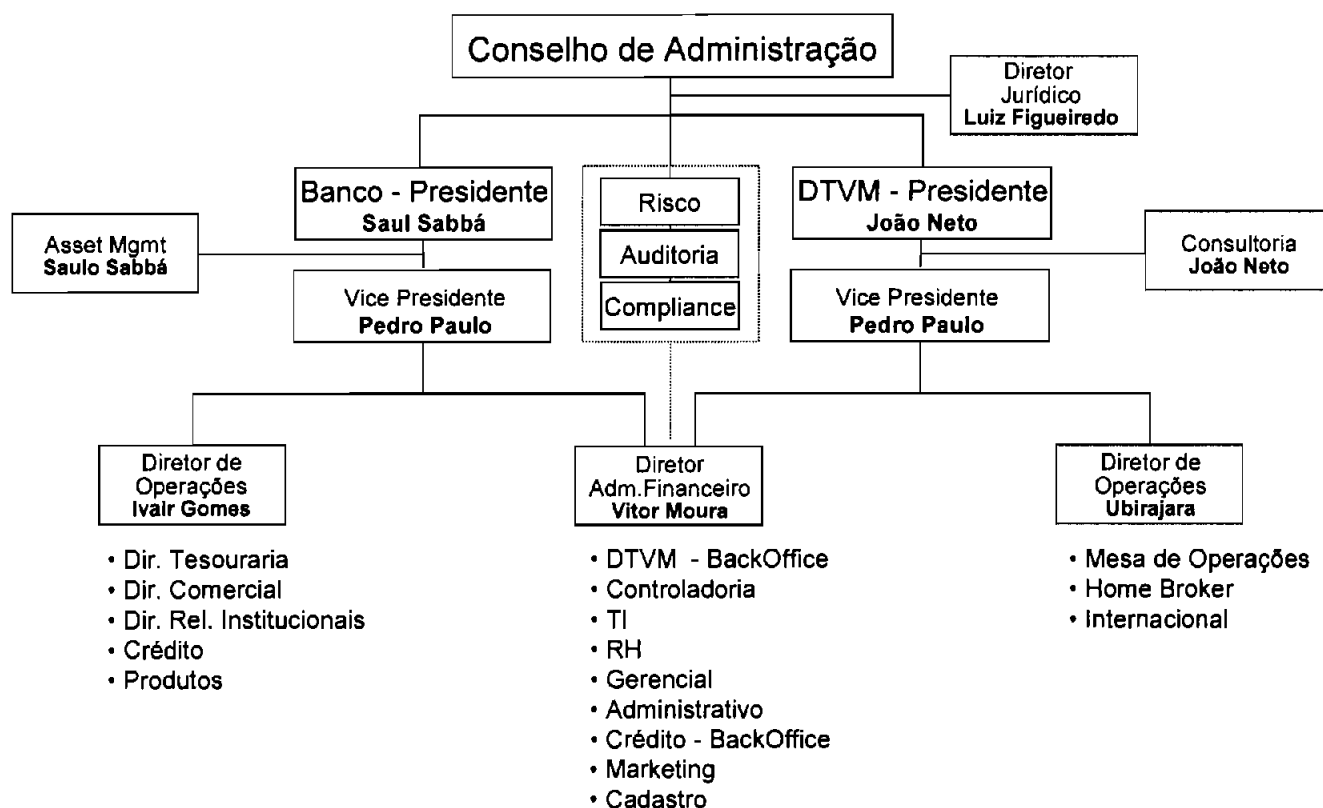 Conselho de Administração
Diretor
Jurídico
Luiz Figueiredo
Banco - Presidente
Saul Sabbá
Risco
Auditoria
Compliance
DTVM - Presidente
João Neto
Asset Mgmt
Saulo Sabbá
Consultoria
João Neto
Vice Presidente
Pedro Paulo
Vice Presidente
Pedro Paulo
Diretor de
Operações
Ivair Gomes
• Dir. Tesouraria
• Dir. Comercial
• Dir. Rel. Institucionais
• Crédito
• Produtos
Diretor
Adm.Financeiro
Vitor Moura
• DTVM - BackOffice
• Controladoria
• TI
• RH
• Gerencial
• Administrativo
• Crédito - BackOffice
• Marketing
• Cadastro
Diretor de
Operações
Ubirajara
• Mesa de Operações
• Home Broker
• Internacional